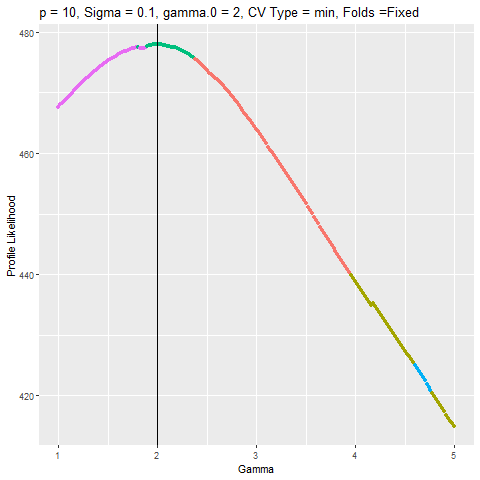 p = 10, Sigma = 0.1, gamma.0 = 2, CV Type = min, Folds =Fixed
480
460
440
420
Profile Likelihood
1 2 3 4 5
Gamma